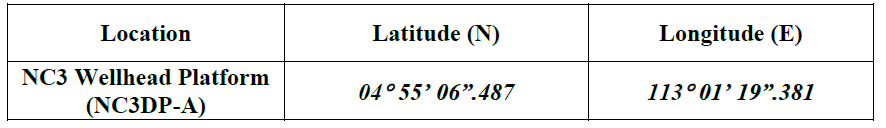 Location Latitude (N) Longitude (E)
NC3 Wellhead Platform
(NC3DP-A) 04° 55’ 06”.487 113° 01’ 19”.381